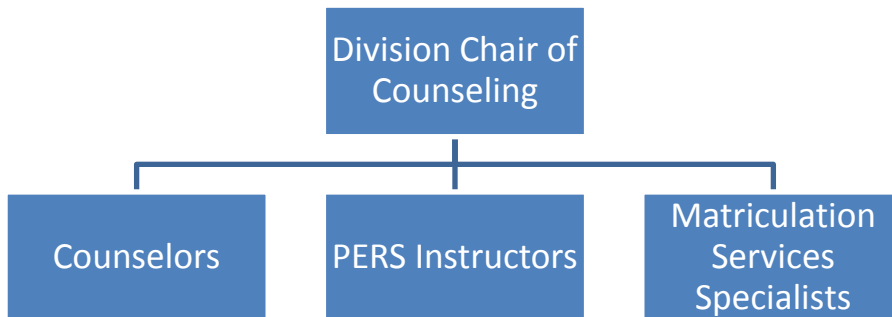 Division Chair of
Counseling
Counselors
PERS Instructors
Matriculation
Services
Specialists